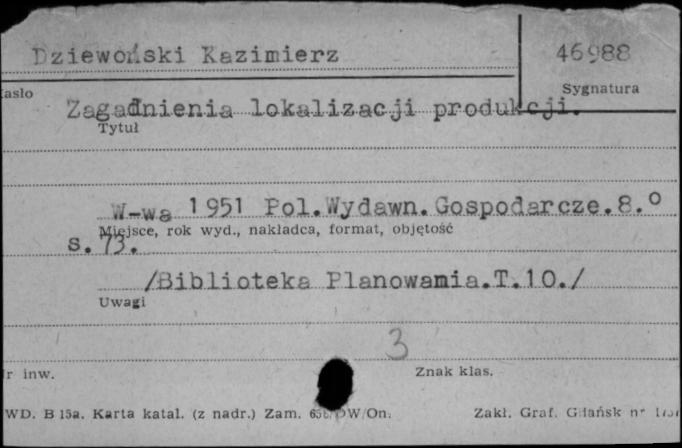 Dziewoński Kazimierz 46988
asło Sygnatura
Zagadnienia lokalizacji produkcji.
Tytuł
W-wa 1951 Pol.Wydawn.Gospodarcze.8.°
Miejsce, rok wyd., nakładca, format, objętość
s. 73.
/Biblioteka Planowania.T.10./
Uwagi
3
r inw. Znak klas.
WD. B 15a. Karta katal. (z nadr.) Zam. Zakł. Graf. Gdańsk nr